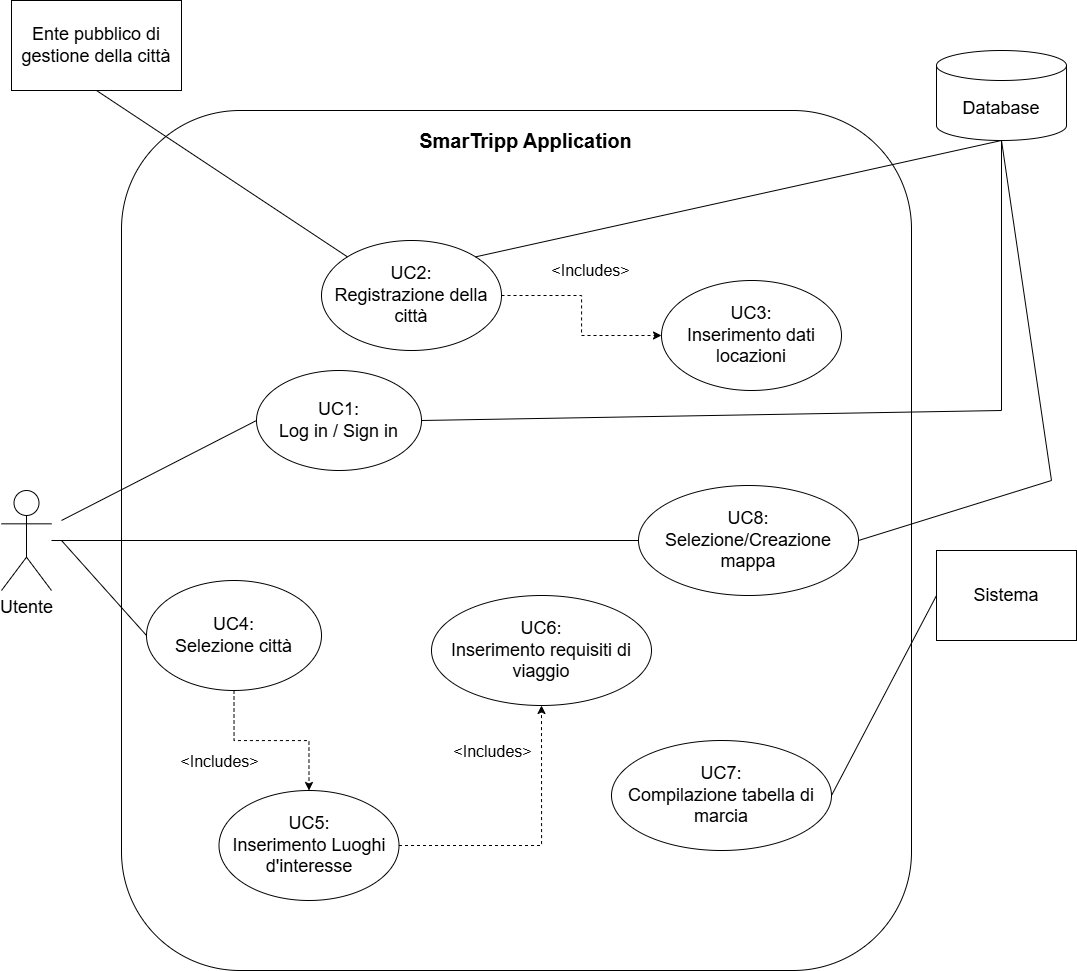 Ente pubblico di
gestione della città
Database
SmarTripp Application
UC2:
Registrazione della
città
<Includes>
UC3:
Inserimento dati
locazioni
UC1:
Log in / Sign in
UC8:
Selezione/Creazione
mappa
Utente
Sistema
UC4:
Selezione città
UC6:
Inserimento requisiti di
viaggio
<Includes>
<Includes>
UC7:
Compilazione tabella di
marcia
UC5:
Inserimento Luoghi
d'interesse